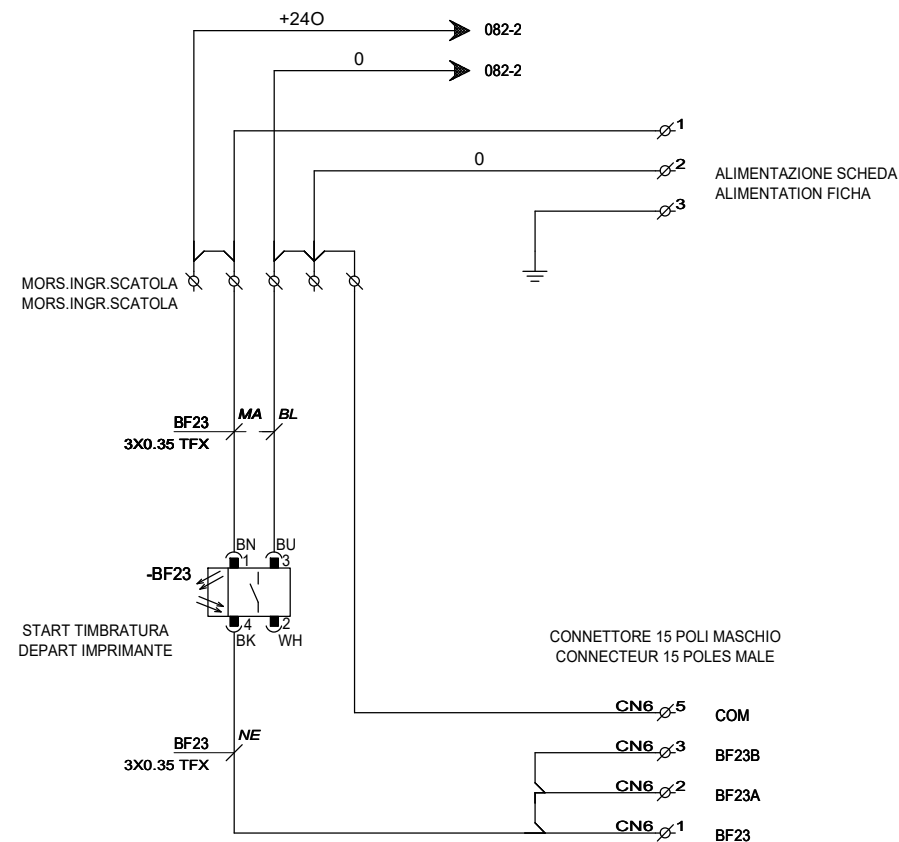 +24O
082-2
0
082-2
1
0
2
ALIMENTAZIONE SCHEDA
ALIMENTATION FICHA
3
MORS.INGR.SCATOLA
MORS.INGR.SCATOLA
MA BL
BF23
3X0.35 TFX
BN BU
1 3
-BF23
4 2
BK WH
START TIMBRATURA
DEPART IMPRIMANTE
CONNETTORE 15 POLI MASCHIO
CONNECTEUR 15 POLES MALE
CN6 5 COM
NE
BF23
3X0.35 TFX
CN6 3 BF23B
CN6 2 BF23A
CN6 1 BF23